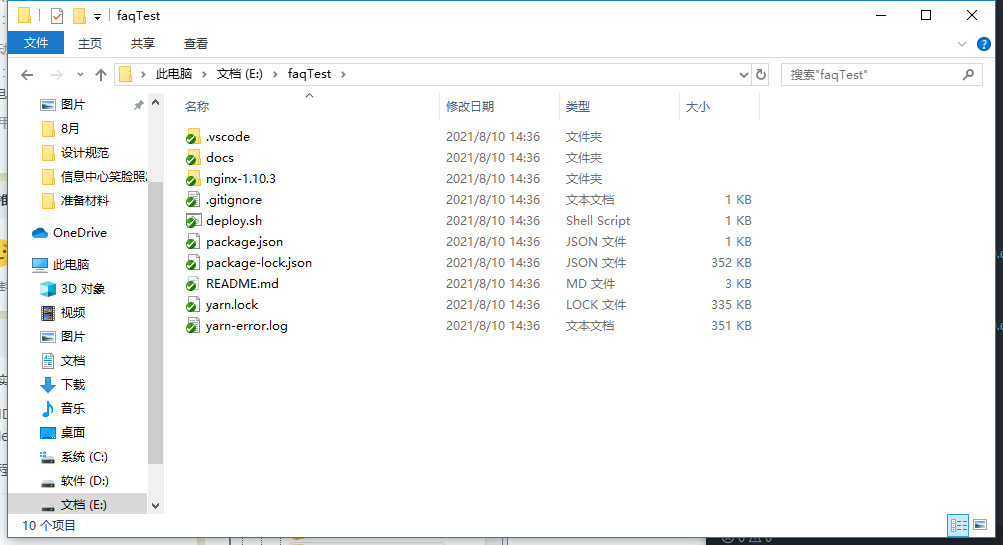 faqTest
文件 主页 共享 查看
此电脑 文档 (E:) faqTest 搜索"faqTest"
图片
8月
设计规范
信息中心笑脸照
准备材料
OneDrive
此电脑
3D 对象
视频
图片
文档
下载
音乐
桌面
系统 (C:)
软件 (D:)
文档 (E:)
名称 修改日期 类型 大小
.vscode 2021/8/10 14:36 文件夹
docs 2021/8/10 14:36 文件夹
nginx-1.10.3 2021/8/10 14:36 文件夹
.gitignore 2021/8/10 14:36 文本文档 1 KB
deploy.sh 2021/8/10 14:36 Shell Script 1 KB
package.json 2021/8/10 14:36 JSON 文件 1 KB
package-lock.json 2021/8/10 14:36 JSON 文件 352 KB
README.md 2021/8/10 14:36 MD 文件 3 KB
yarn.lock 2021/8/10 14:36 LOCK 文件 335 KB
yarn-error.log 2021/8/10 14:36 文本文档 351 KB
10 个项目